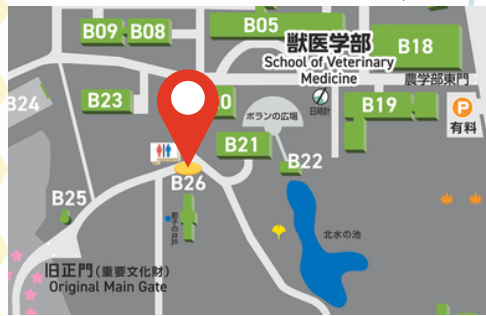 B05
B09
B08
獣医学部
School of Veterinary
Medicine
B18
農学部東門
B24
B23
0
ボランの広場
日時計
B19
P
有料
B21
B22
B26
B25
北水の池
旧正門(重要文化財)
Original Main Gate